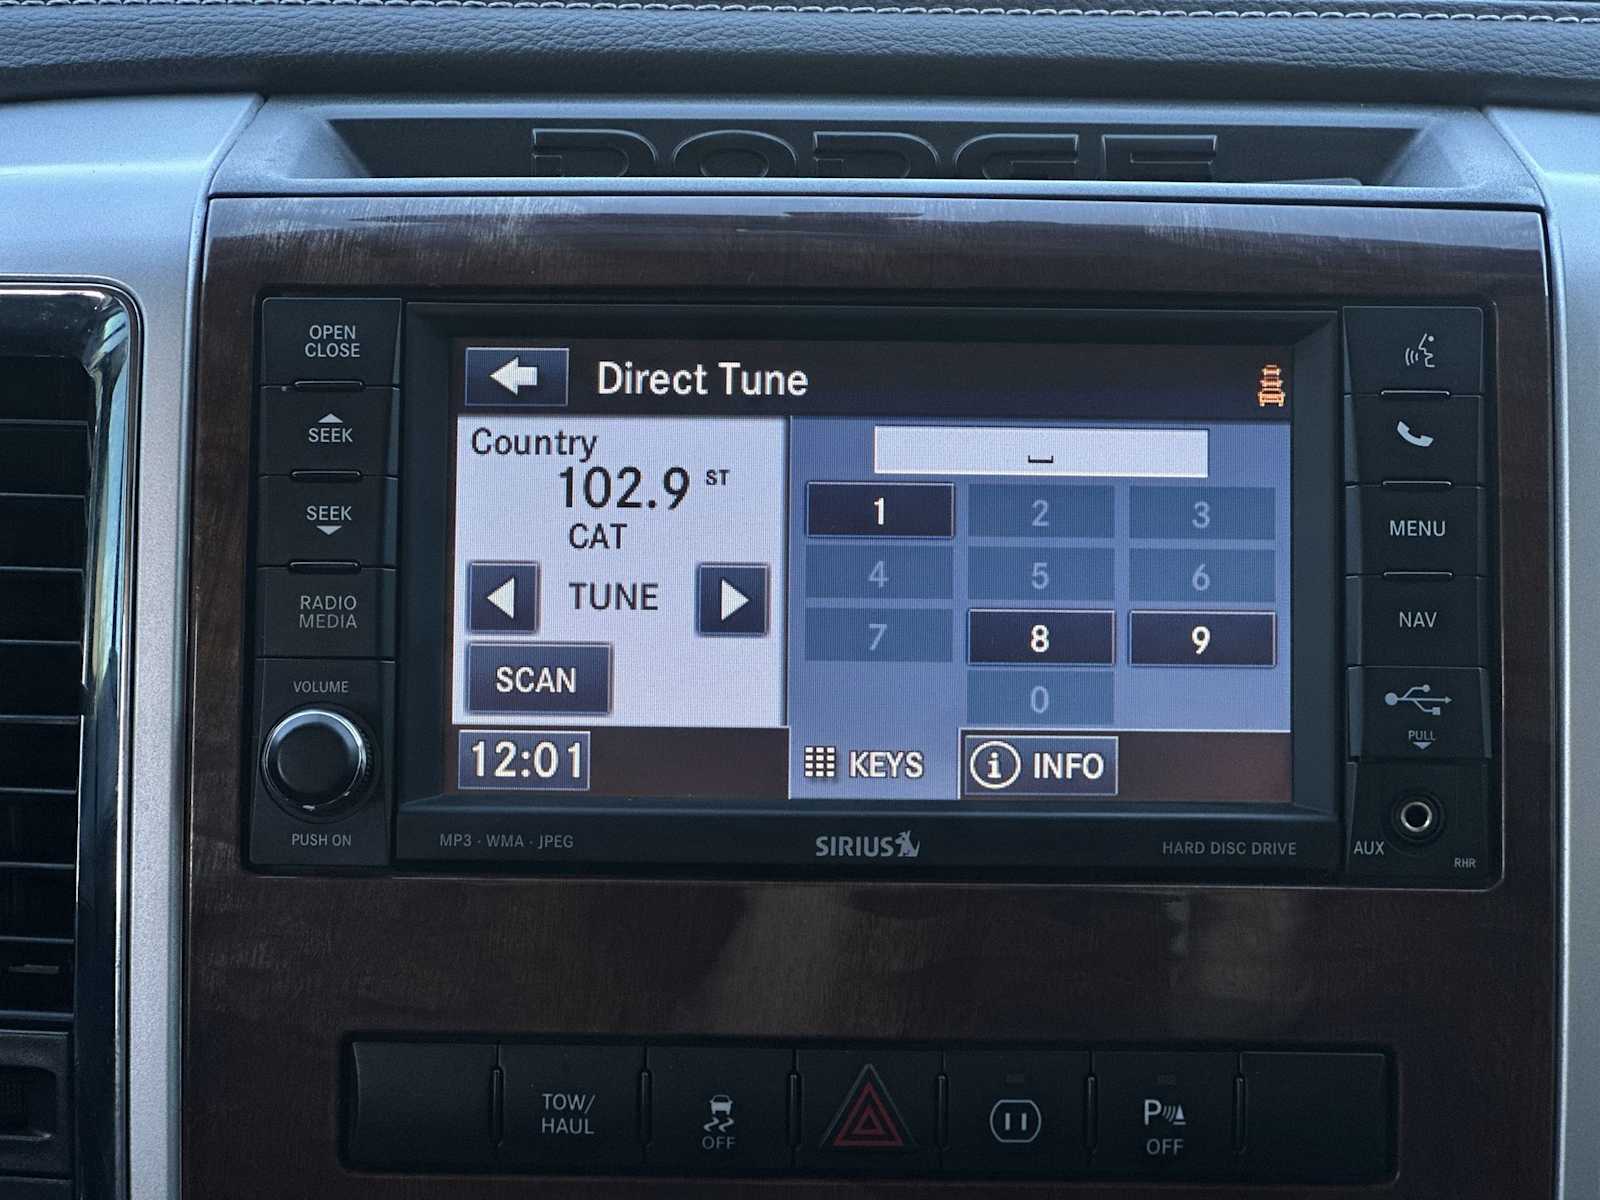 DODGE
OPEN
CLOSE
SEEK
SEEK
RADIO
MEDIA
VOLUME
PUSH ON
Direct Tune
Country
102.9 ST
CAT
TUNE
SCAN
12:01
1 2 3
4 5 6
7 8 9
0
KEYS
i INFO
MP3 · WMA · JPEG
SIRIUS
HARD DISC DRIVE
MENU
NAV
PULL
AUX
RHR
TOW/
HAUL
OFF
P
OFF